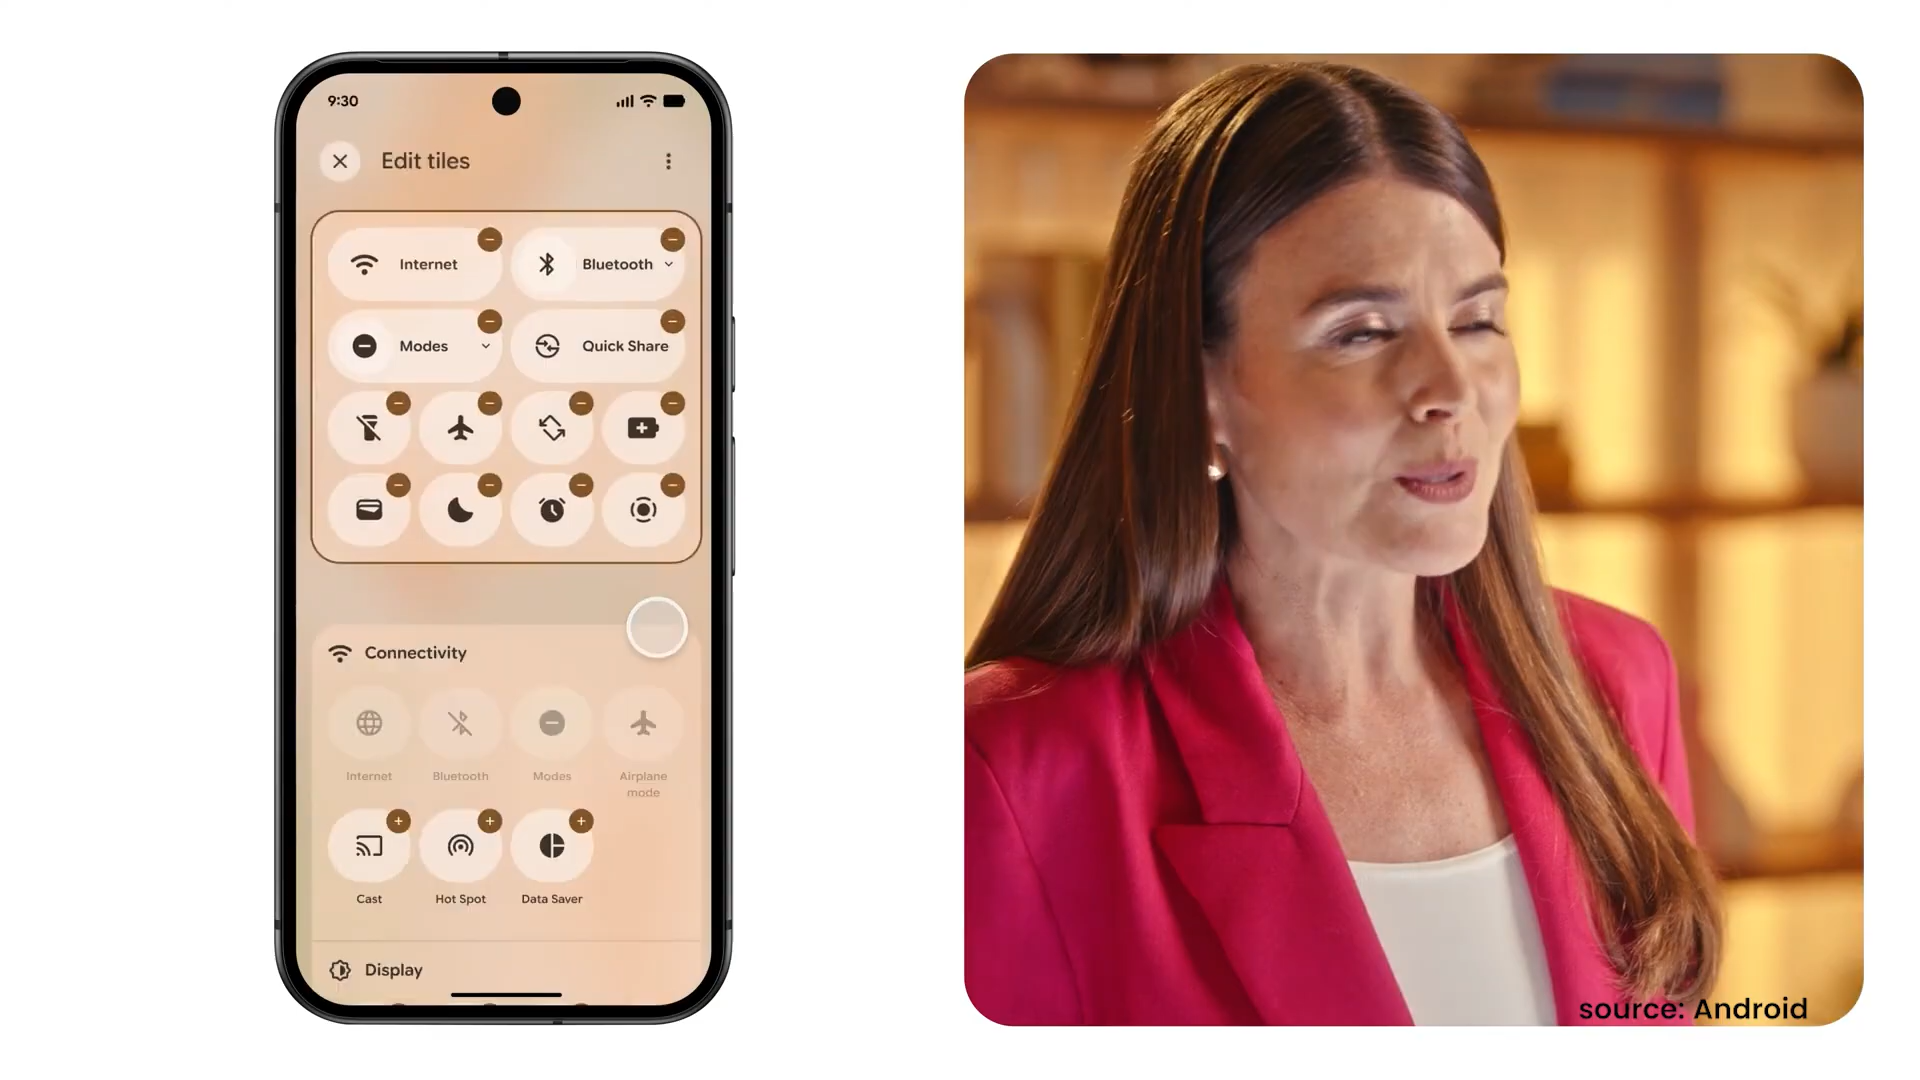 9:30
Edit tiles
Internet
Bluetooth
Modes
Quick Share
Connectivity
Internet
Bluetooth
Modes
Airplane
mode
Cast
Hot Spot
Data Saver
Display
source: Android